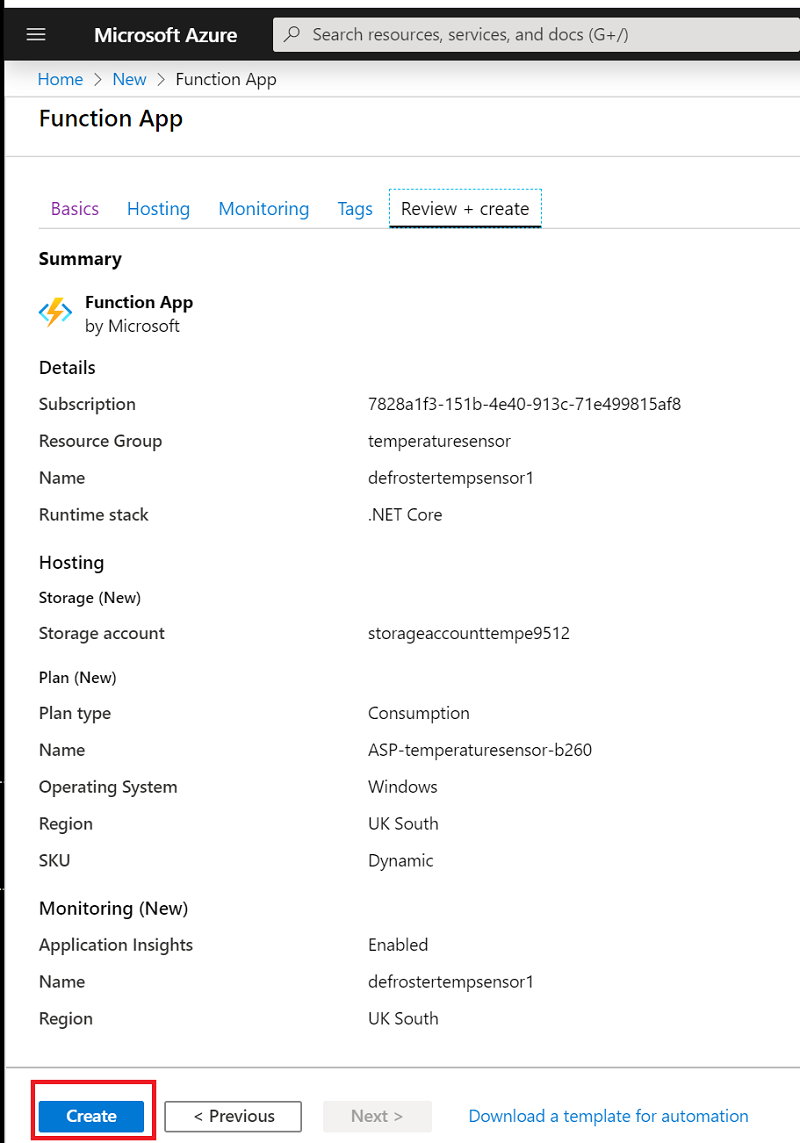 Microsoft Azure
Search resources, services, and docs (G+/)
Home > New > Function App
Function App
Basics Hosting Monitoring Tags Review + create
Summary
Function App
by Microsoft
Details
Subscription 7828a1f3-151b-4e40-913c-71e499815af8
Resource Group temperaturesensor
Name defrostertempsensor1
Runtime stack .NET Core
Hosting
Storage (New)
Storage account storageaccounttempe9512
Plan (New)
Plan type Consumption
Name ASP-temperaturesensor-b260
Operating System Windows
Region UK South
SKU Dynamic
Monitoring (New)
Application Insights Enabled
Name defrostertempsensor1
Region UK South
Create < Previous Next > Download a template for automation